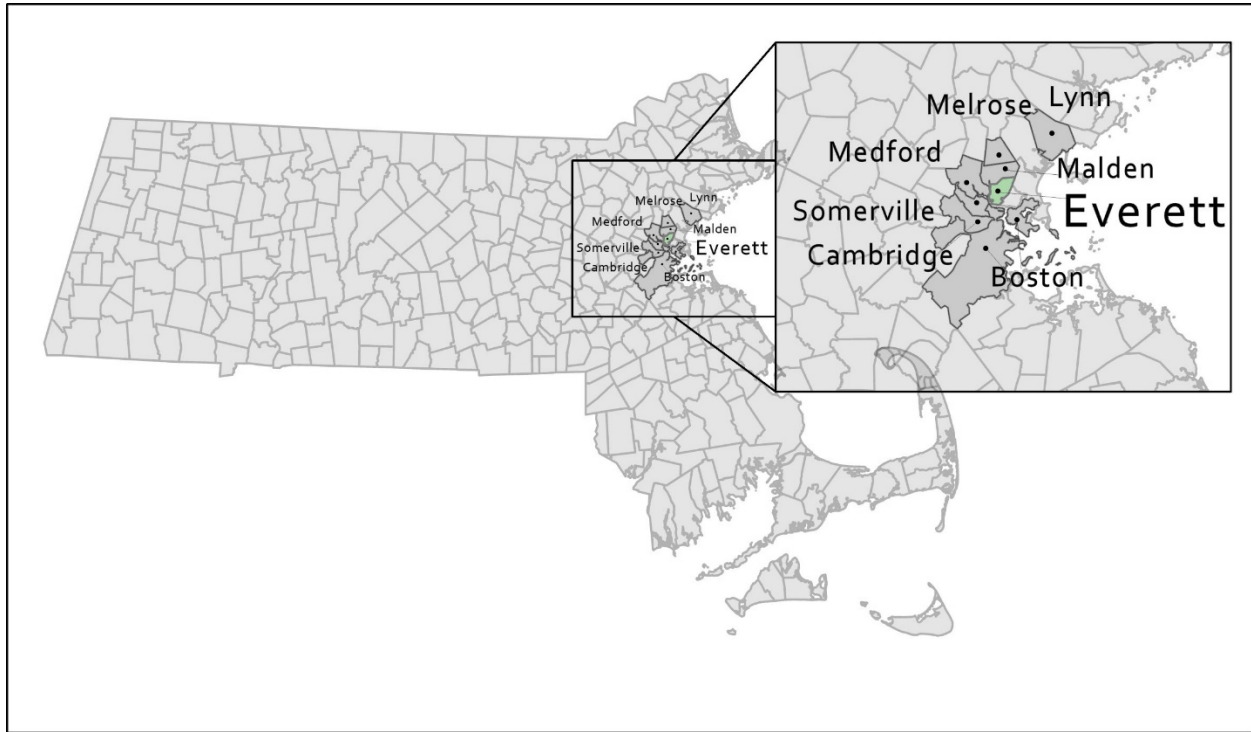 Melrose
Lynn
Medford
Malden
Somerville
Everett
Cambridge
Boston
Melrose
Lynn
Medford
Malden
Somerville
Everett
Cambridge
Boston